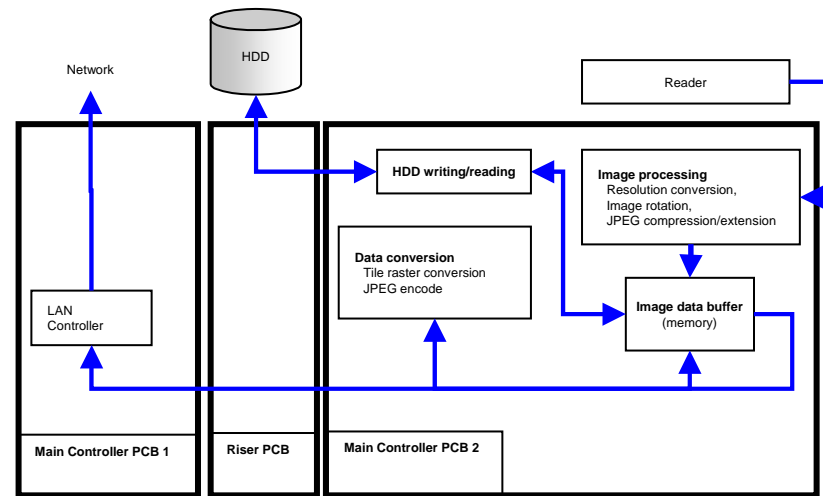 HDD
Network
Reader
HDD writing/reading
Image processing
Resolution conversion,
Image rotation,
JPEG compression/extension
Data conversion
Tile raster conversion
JPEG encode
LAN
Controller
Image data buffer
(memory)
Main Controller PCB 1
Riser PCB
Main Controller PCB 2